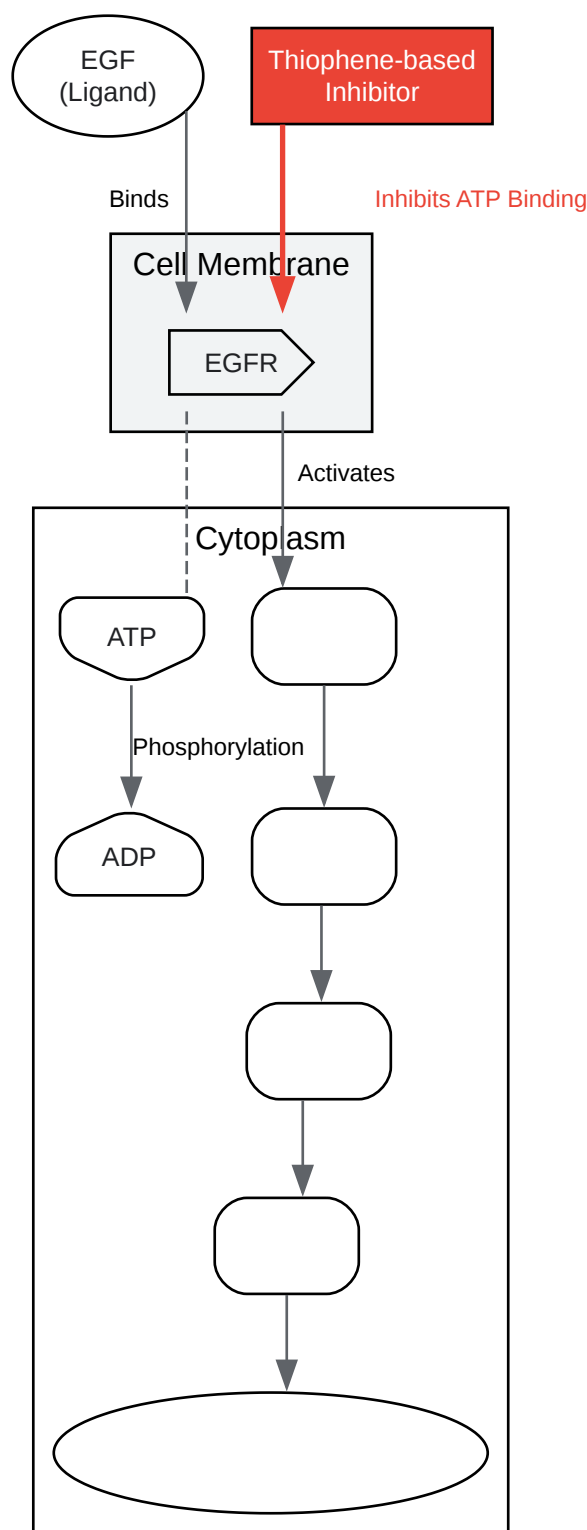 EGF
(Ligand)
Thiophene-based
Inhibitor
Binds
Inhibits ATP Binding
Cell Membrane
EGFR
Activates
Cytoplasm
ATP
Phosphorylation
ADP